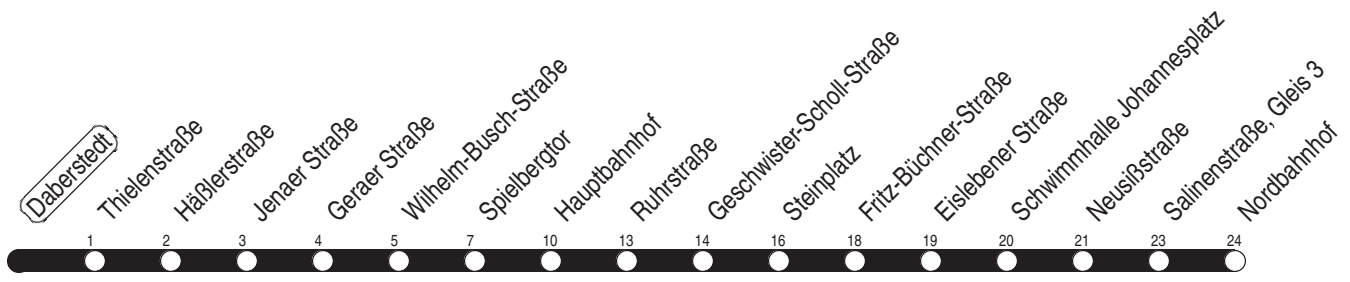 Daberstedt
Thielenstraße
Häßlerstraße
Jenaer Straße
Geraer Straße
Wilhelm-Busch-Straße
Spielbergtor
Hauptbahnhof
Ruhrstraße
Geschwister-Scholl-Straße
Steinplatz
Fritz-Büchner-Straße
Eislebener Straße
Schwimmhalle Johannesplatz
Neusißstraße
Salinenstraße, Gleis 3
Nordbahnhof
1 2 3 4 5 7 10 13 14 16 18 19 20 21 23 24